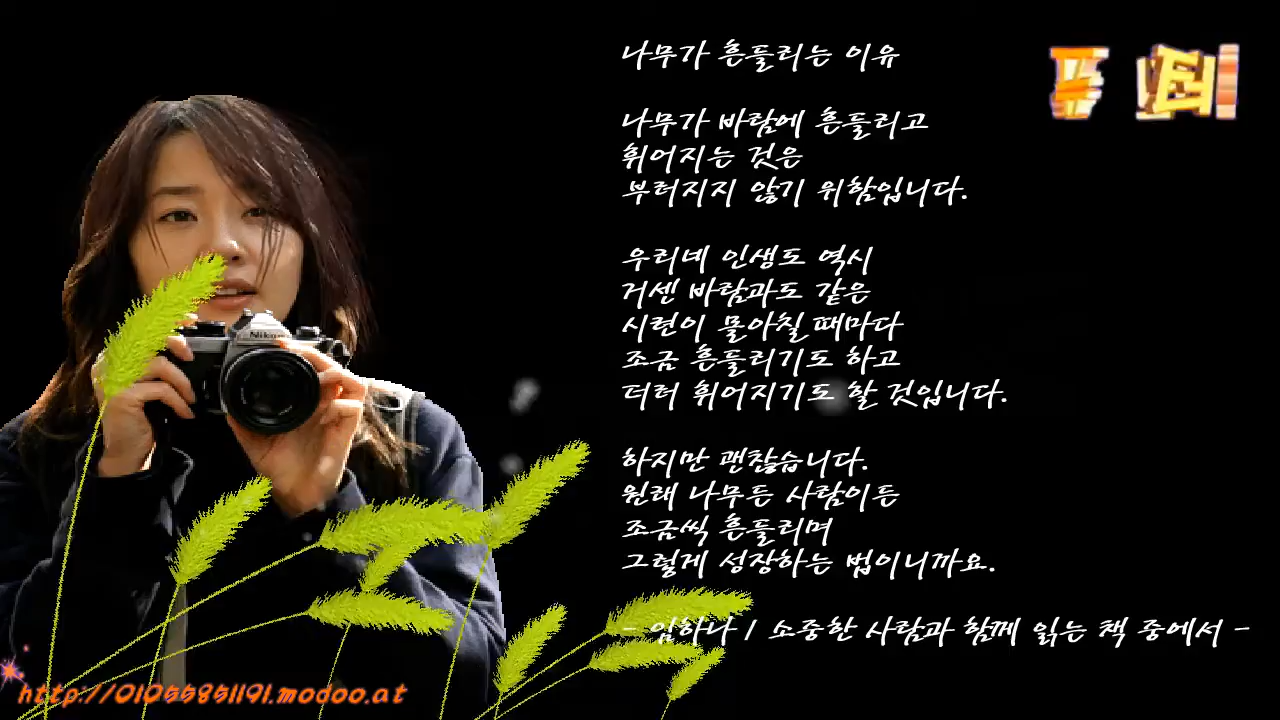 나무가 흔들리는 이유
나무가 바람에 흔들리고
휘어지는 것은
부러지지 않기 위함입니다.
우리네 인생도 역시
거센 바람과도 같은
시련이 몰아칠 때마다
조금 흔들리기도 하고
더러 휘어지기도 할 것입니다.
하지만 괜찮습니다.
원래 나무든 사람이든
조금씩 흔들리며
그렇게 성장하는 법이니까요.
- 임하나 / 소중한 사람과 함께 읽는 책 중에서 -
Nikon
http://01055851191.modoo.at